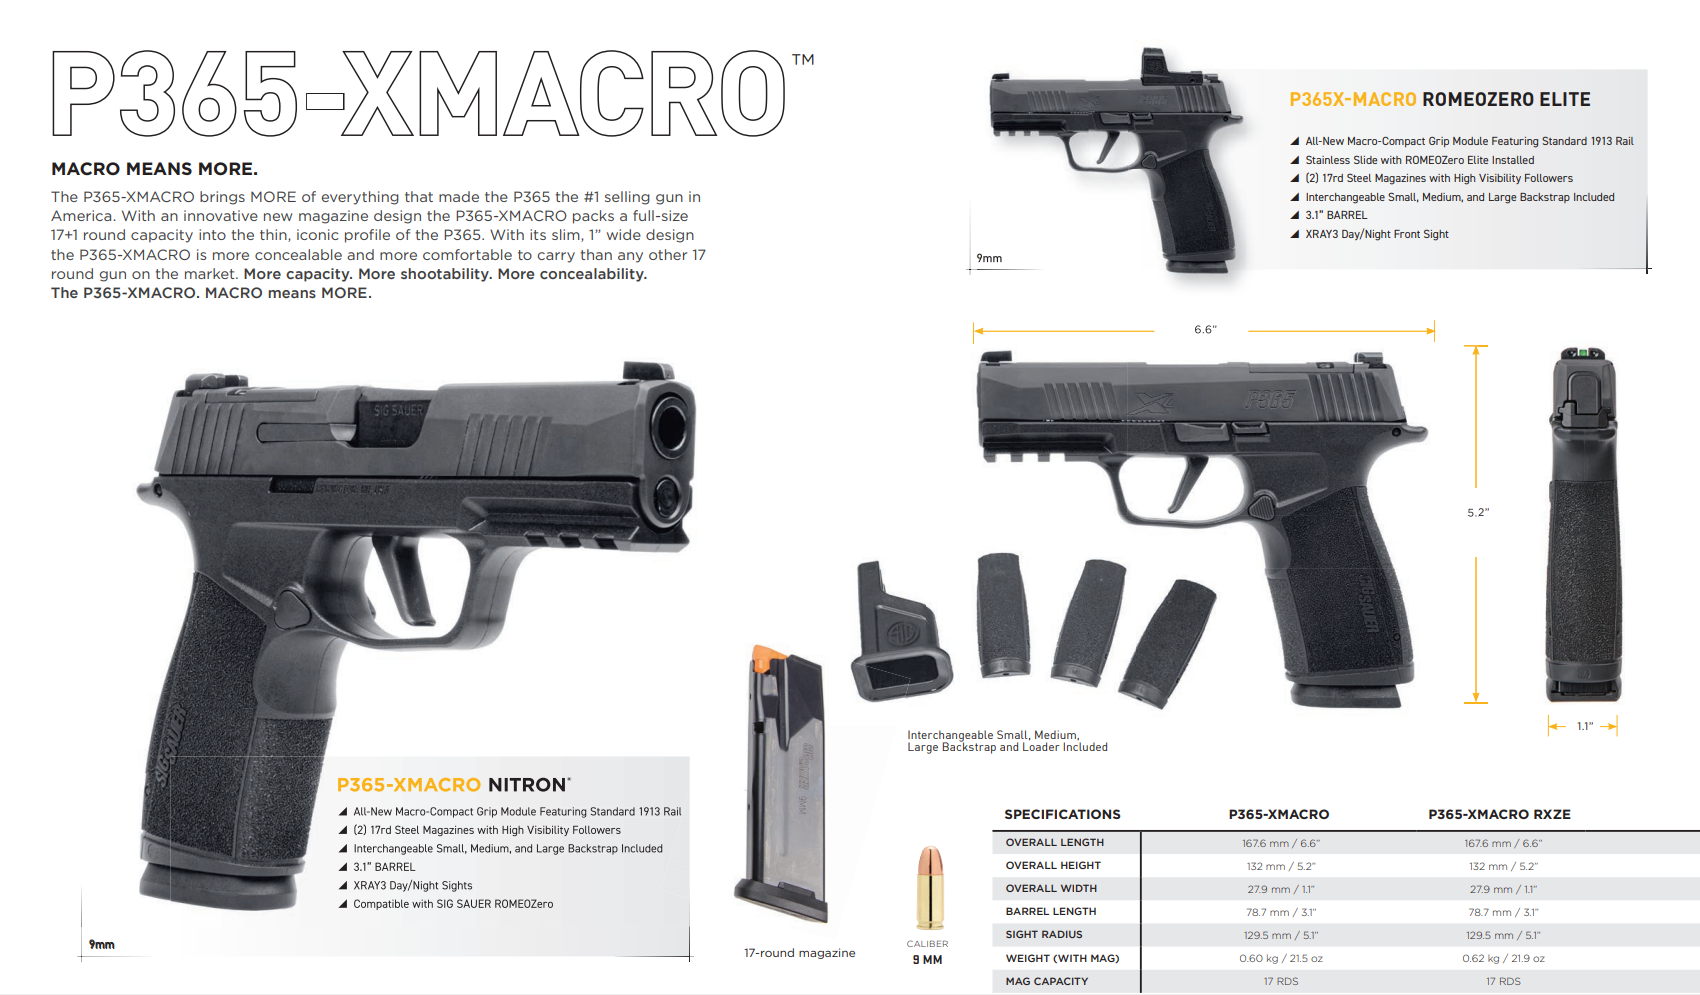 P365-XMACRO™
MACRO MEANS MORE.
The P365-XMACRO brings MORE of everything that made the P365 the #1 selling gun in
America. With an innovative new magazine design the P365-XMACRO packs a full-size
17+1 round capacity into the thin, iconic profile of the P365. With its slim, 1” wide design
the P365-XMACRO is more concealable and more comfortable to carry than any other 17
round gun on the market. More capacity. More shootability. More concealability.
The P365-XMACRO. MACRO means MORE.
P365X-MACRO ROMEOZERO ELITE
All-New Macro-Compact Grip Module Featuring Standard 1913 Rail
Stainless Slide with ROMEOZero Elite Installed
(2) 17rd Steel Magazines with High Visibility Followers
Interchangeable Small, Medium, and Large Backstrap Included
3.1” BARREL
XRAY3 Day/Night Front Sight
9mm
6.6”
5.2”
1.1”
SIG SAUER
SIG SAUER
P365
SIG SAUER
Interchangeable Small, Medium,
Large Backstrap and Loader Included
P365-XMACRO NITRON®
All-New Macro-Compact Grip Module Featuring Standard 1913 Rail
(2) 17rd Steel Magazines with High Visibility Followers
Interchangeable Small, Medium, and Large Backstrap Included
3.1” BARREL
XRAY3 Day/Night Sights
Compatible with SIG SAUER ROMEOZero
9mm
17-round magazine
CALIBER
9 MM
SPECIFICATIONS P365-XMACRO P365-XMACRO RXZE
OVERALL LENGTH 167.6 mm / 6.6” 167.6 mm / 6.6”
OVERALL HEIGHT 132 mm / 5.2” 132 mm / 5.2”
OVERALL WIDTH 27.9 mm / 1.1” 27.9 mm / 1.1”
BARREL LENGTH 78.7 mm / 3.1” 78.7 mm / 3.1”
SIGHT RADIUS 129.5 mm / 5.1” 129.5 mm / 5.1”
WEIGHT (WITH MAG) 0.60 kg / 21.5 oz 0.62 kg / 21.9 oz
MAG CAPACITY 17 RDS 17 RDS